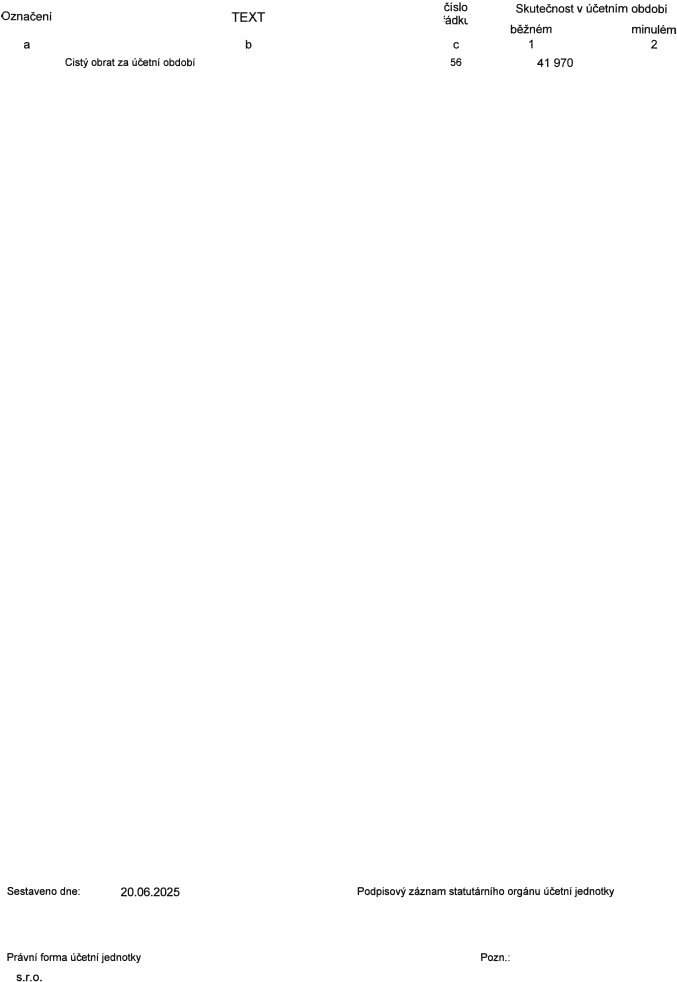 Označení TEXT číslo řádku Skutečnost v účetním období
běžném minulém
a b c 1 2
Cistý obrat za účetní období 56 41 970
Sestaveno dne: 20.06.2025 Podpisový záznam statutárního orgánu účetní jednotky
Právní forma účetní jednotky Pozn.:
s.r.o.